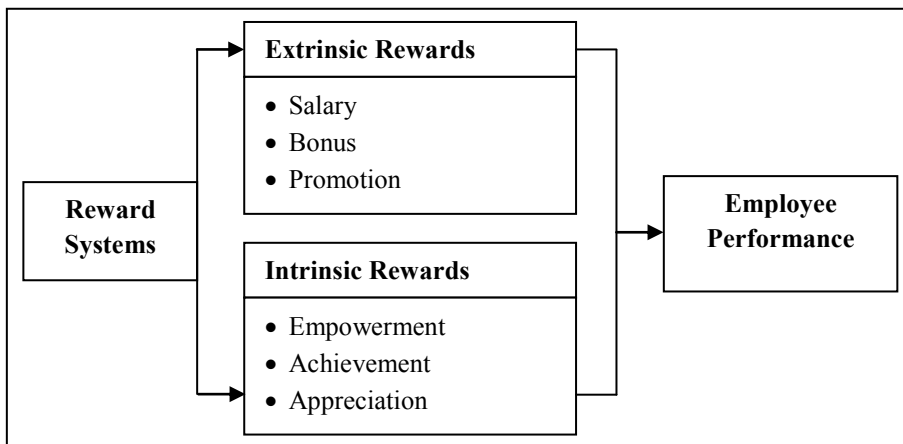 Reward
Systems
Extrinsic Rewards
• Salary
• Bonus
• Promotion
Intrinsic Rewards
• Empowerment
• Achievement
• Appreciation
Employee
Performance